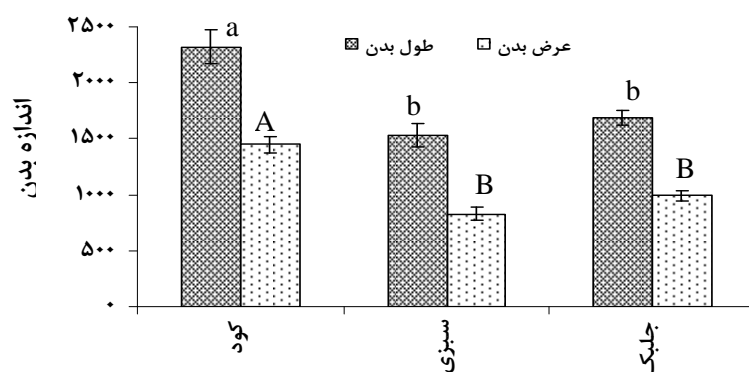 ۲۵۰۰
۲۰۰۰
۱۵۰۰
۱۰۰۰
۵۰۰
۰
اندازه بدن
طول بدن
عرض بدن
a
A
b
B
b
B
کود
سبزی
جلبک